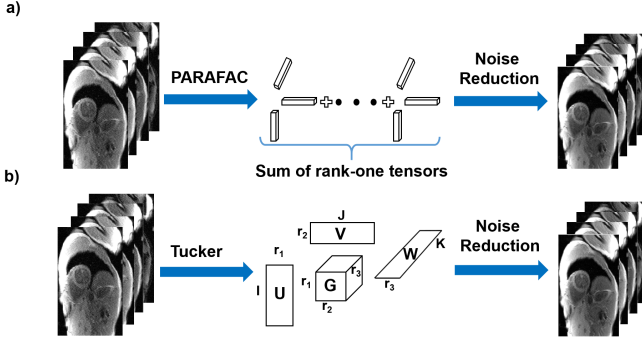 a)
PARAFAC
Noise
Reduction
Sum of rank-one tensors
b)
Tucker
r1
I
U
J
r2
V
r1
G
r3
r2
W
K
r3
Noise
Reduction